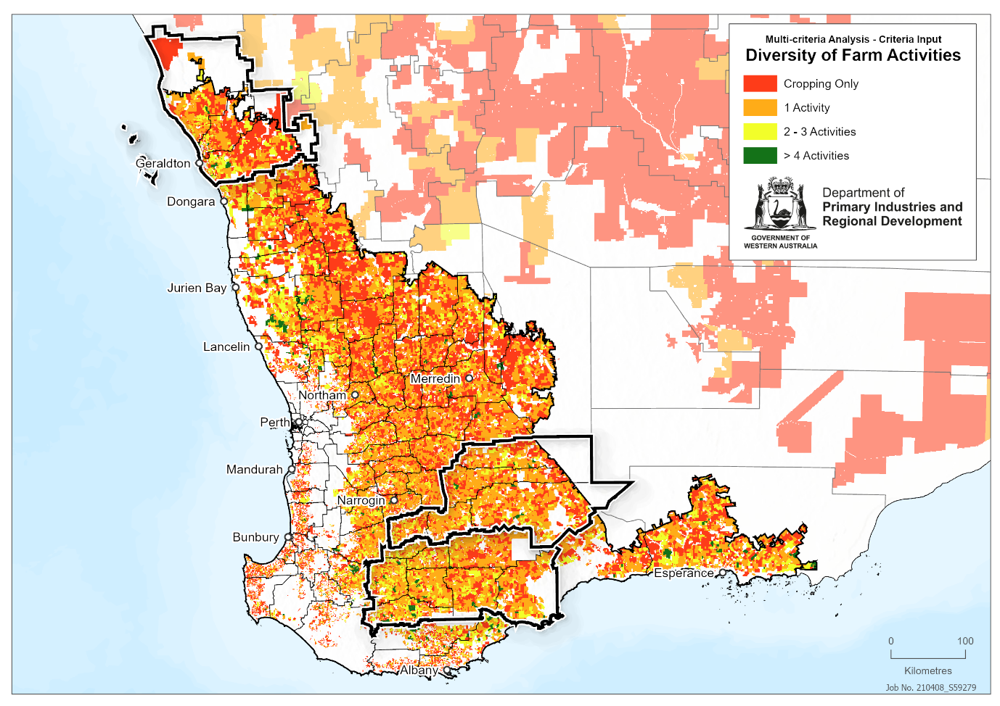 Multi-criteria Analysis - Criteria Input
Diversity of Farm Activities
Cropping Only
1 Activity
2 - 3 Activities
> 4 Activities
Department of
Primary Industries and
Regional Development
GOVERNMENT OF
WESTERN AUSTRALIA
Geraldton
Dongara
Jurien Bay
Lancelin
Merredin
Northam
Perth
Mandurah
Narrogin
Bunbury
Esperance
Albany
0 100
Kilometres
Job No. 210408_S59279